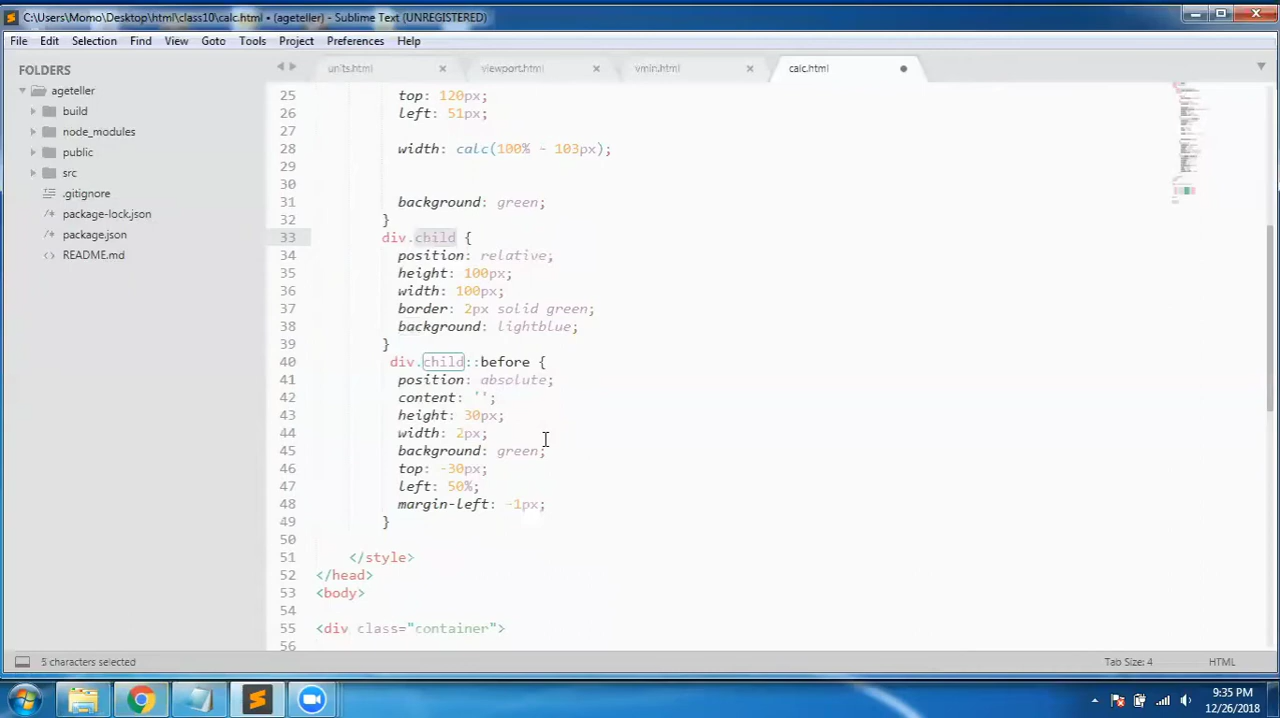 C:\Users\Momo\Desktop\html\class10\calc.html • (ageteller) - Sublime Text (UNREGISTERED)
File Edit Selection Find View Goto Tools Project Preferences Help
FOLDERS
ageteller
build
node_modules
public
src
.gitignore
package-lock.json
package.json
README.md
units.html viewport.html vmin.html calc.html
25 top: 120px;
26 left: 51px;
27
28 width: calc(100% - 103px);
29
30
31 background: green;
32 }
33 div.child {
34 position: relative;
35 height: 100px;
36 width: 100px;
37 border: 2px solid green;
38 background: lightblue;
39 }
40 div.child::before {
41 position: absolute;
42 content: '';
43 height: 30px;
44 width: 2px;
45 background: green;
46 top: -30px;
47 left: 50%;
48 margin-left: -1px;
49 }
50
51 </style>
52 </head>
53 <body>
54
55 <div class="container">
56
5 characters selected Tab Size: 4 HTML
9:35 PM
12/26/2018